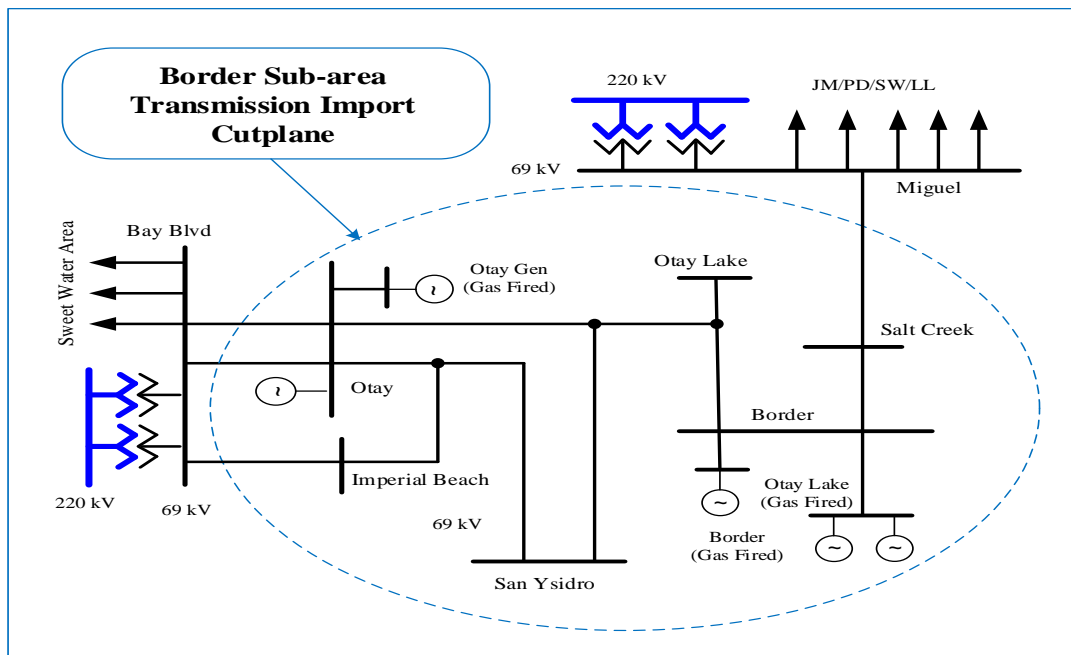 Border Sub-area
Transmission Import
Cutplane
220 kV
JM/PD/SW/LL
69 kV
Miguel
Bay Blvd
Sweet Water Area
Otay Gen
(Gas Fired)
~
Otay Lake
Salt Creek
~
Otay
Border
Imperial Beach
220 kV
69 kV
69 kV
~
Border
(Gas Fired)
Otay Lake
(Gas Fired)
~
~
San Ysidro